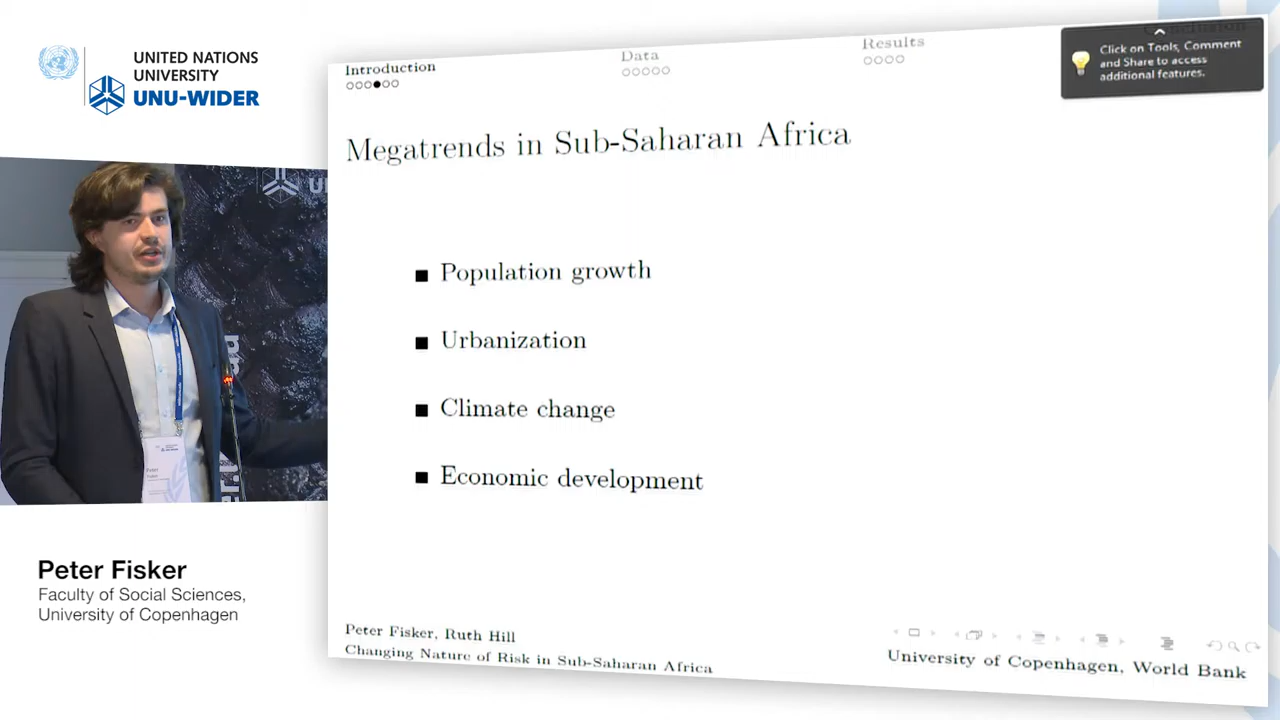 UNITED NATIONS
UNIVERSITY
UNU-WIDER
Introduction
Data
Results
Click on Tools, Comment
and Share to access
additional features.
Megatrends in Sub-Saharan Africa
Population growth
Urbanization
Climate change
Economic development
Peter
Peter Fisker
Faculty of Social Sciences,
University of Copenhagen
Peter Fisker, Ruth Hill
Changing Nature of Risk in Sub-Saharan Africa
University of Copenhagen, World Bank